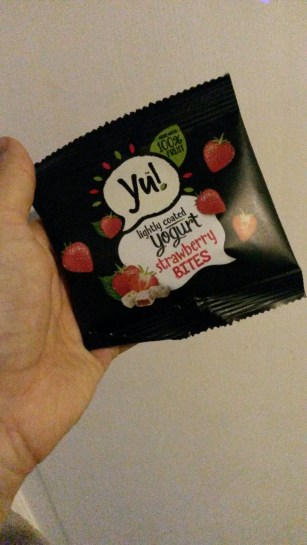 100%
FRUIT
Yu!
lightly coated
yogurt
strawberry
BITES